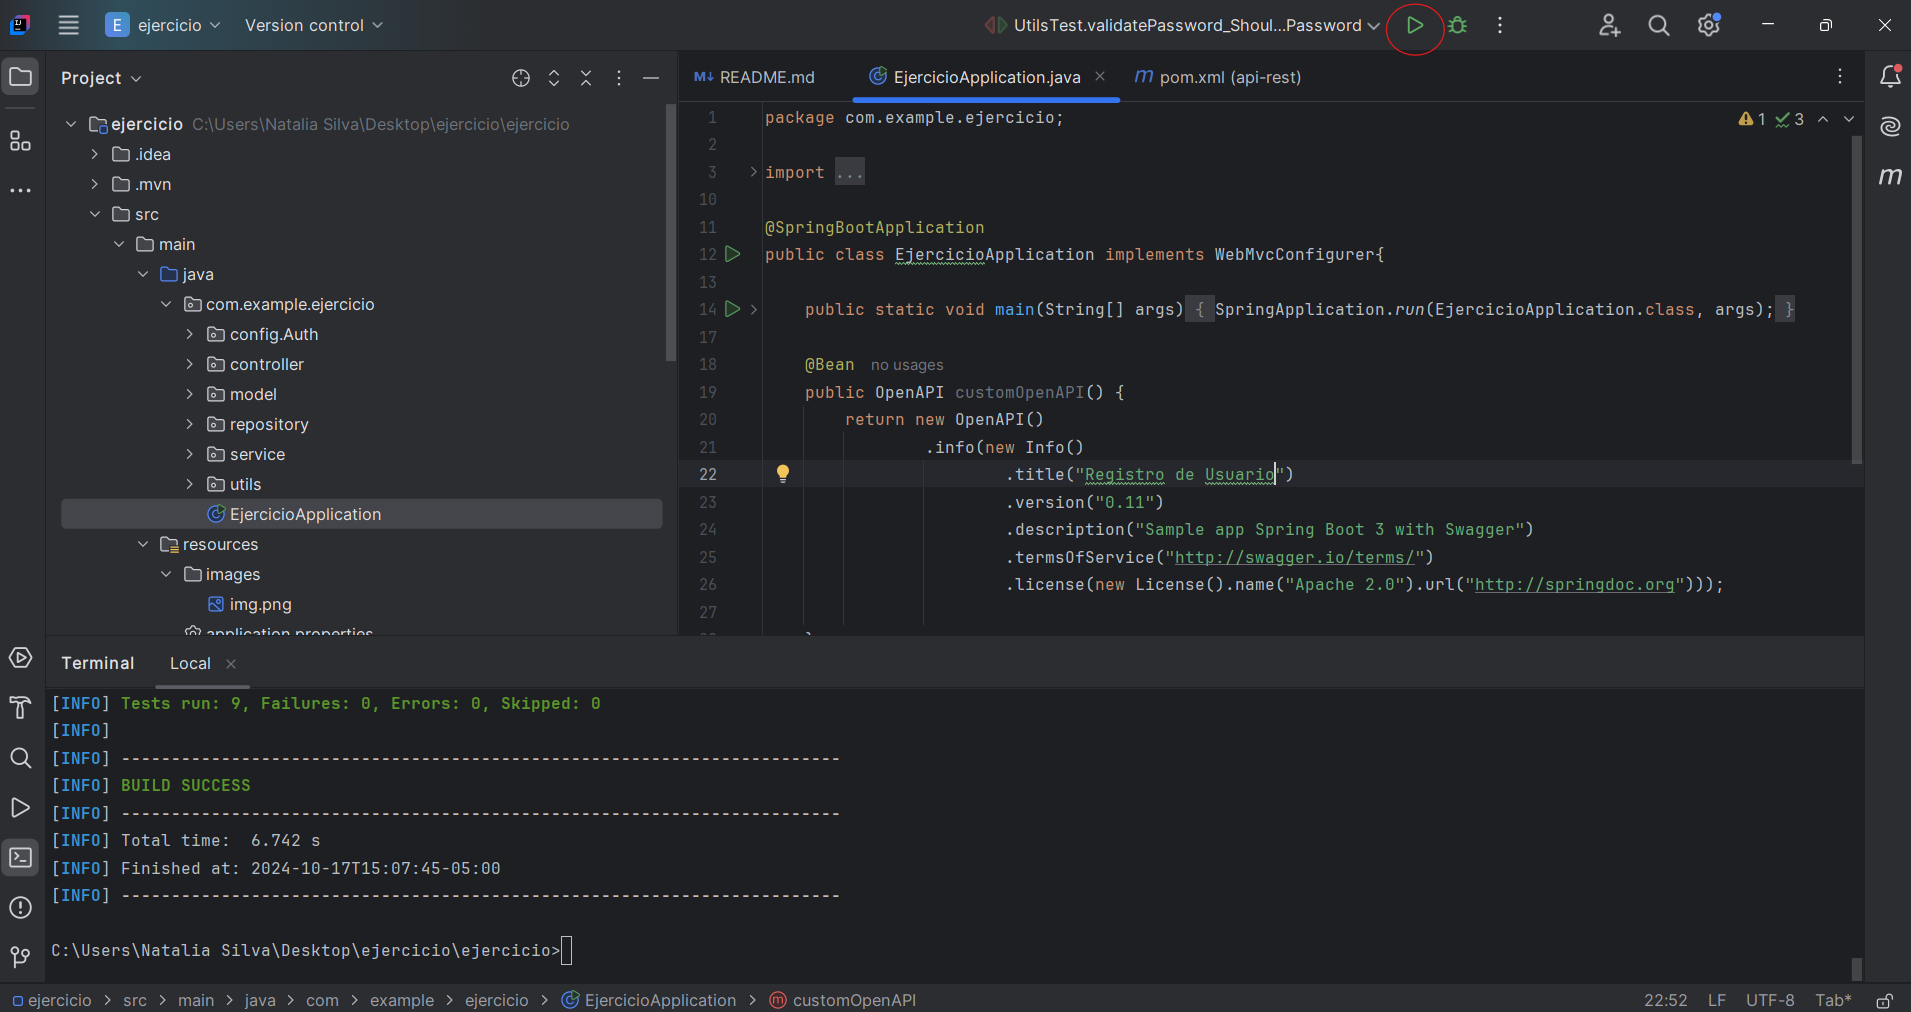 E ejercicio Version control UtilsTest.validatePassword_Shoul...Password
Project
ejercicio C:\Users\Natalia Silva\Desktop\ejercicio\ejercicio
.idea
.mvn
src
main
java
com.example.ejercicio
config.Auth
controller
model
repository
service
utils
EjercicioApplication
resources
images
img.png
application.properties
M↓ README.md EjercicioApplication.java m pom.xml (api-rest)
1 package com.example.ejercicio; 1 3
2
3 import ...
10
11 @SpringBootApplication
12 public class EjercicioApplication implements WebMvcConfigurer{
13
14 public static void main(String[] args) { SpringApplication.run(EjercicioApplication.class, args); }
17
18 @Bean no usages
19 public OpenAPI customOpenAPI() {
20 return new OpenAPI()
21 .info(new Info()
22 .title("Registro de Usuario")
23 .version("0.11")
24 .description("Sample app Spring Boot 3 with Swagger")
25 .termsOfService("http://swagger.io/terms/")
26 .license(new License().name("Apache 2.0").url("http://springdoc.org")));
27
m
Terminal Local
[INFO] Tests run: 9, Failures: 0, Errors: 0, Skipped: 0
[INFO]
[INFO] ------------------------------------------------------------------------
[INFO] BUILD SUCCESS
[INFO] ------------------------------------------------------------------------
[INFO] Total time:  6.742 s
[INFO] Finished at: 2024-10-17T15:07:45-05:00
[INFO] ------------------------------------------------------------------------
C:\Users\Natalia Silva\Desktop\ejercicio\ejercicio>
ejercicio > src > main > java > com > example > ejercicio > EjercicioApplication > m customOpenAPI 22:52 LF UTF-8 Tab*